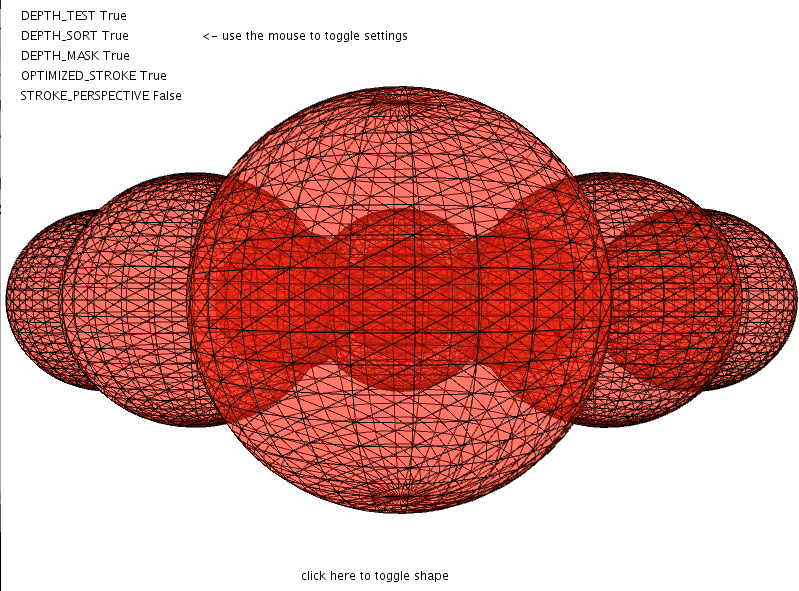 DEPTH_TEST True
DEPTH_SORT True <- use the mouse to toggle settings
DEPTH_MASK True
OPTIMIZED_STROKE True
STROKE_PERSPECTIVE False
click here to toggle shape